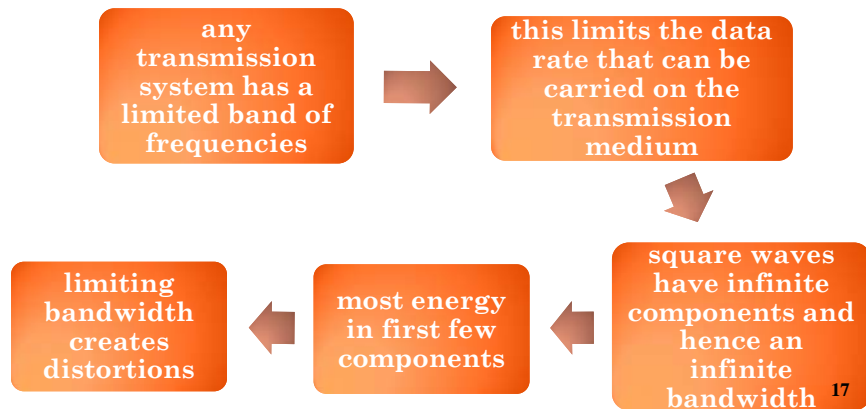 any
transmission
system has a
limited band of
frequencies
this limits the data
rate that can be
carried on the
transmission
medium
square waves
have infinite
components and
hence an
infinite
bandwidth
most energy
in first few
components
limiting
bandwidth
creates
distortions
17